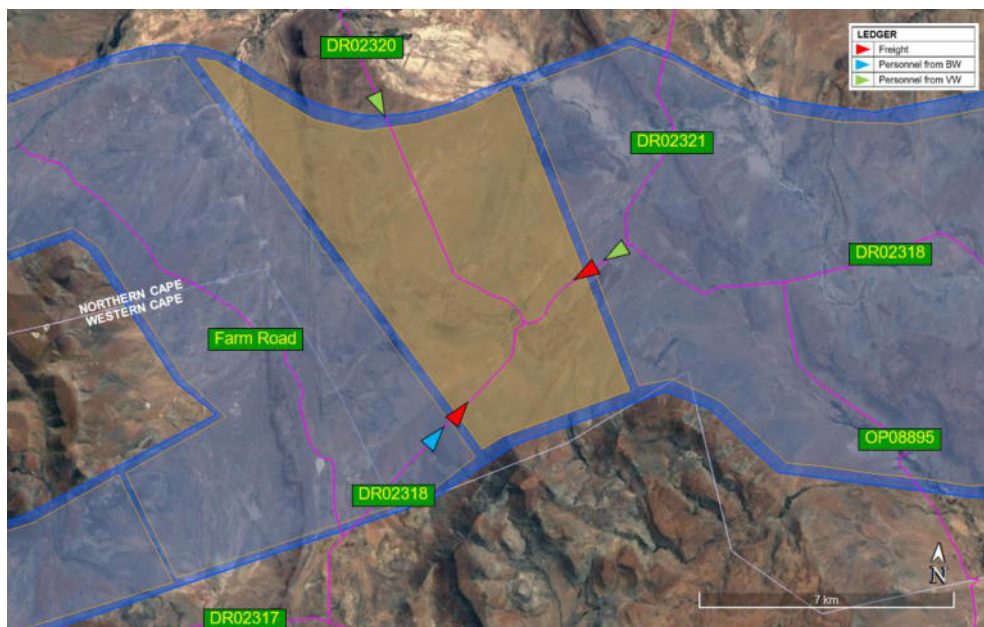 DR02320
LEDGER
Freight
Personnel from BW
Personnel from VW
DR02321
DR02318
NORTHERN CAPE
WESTERN CAPE
Farm Road
OP08895
DR02318
DR02317
N
7 km